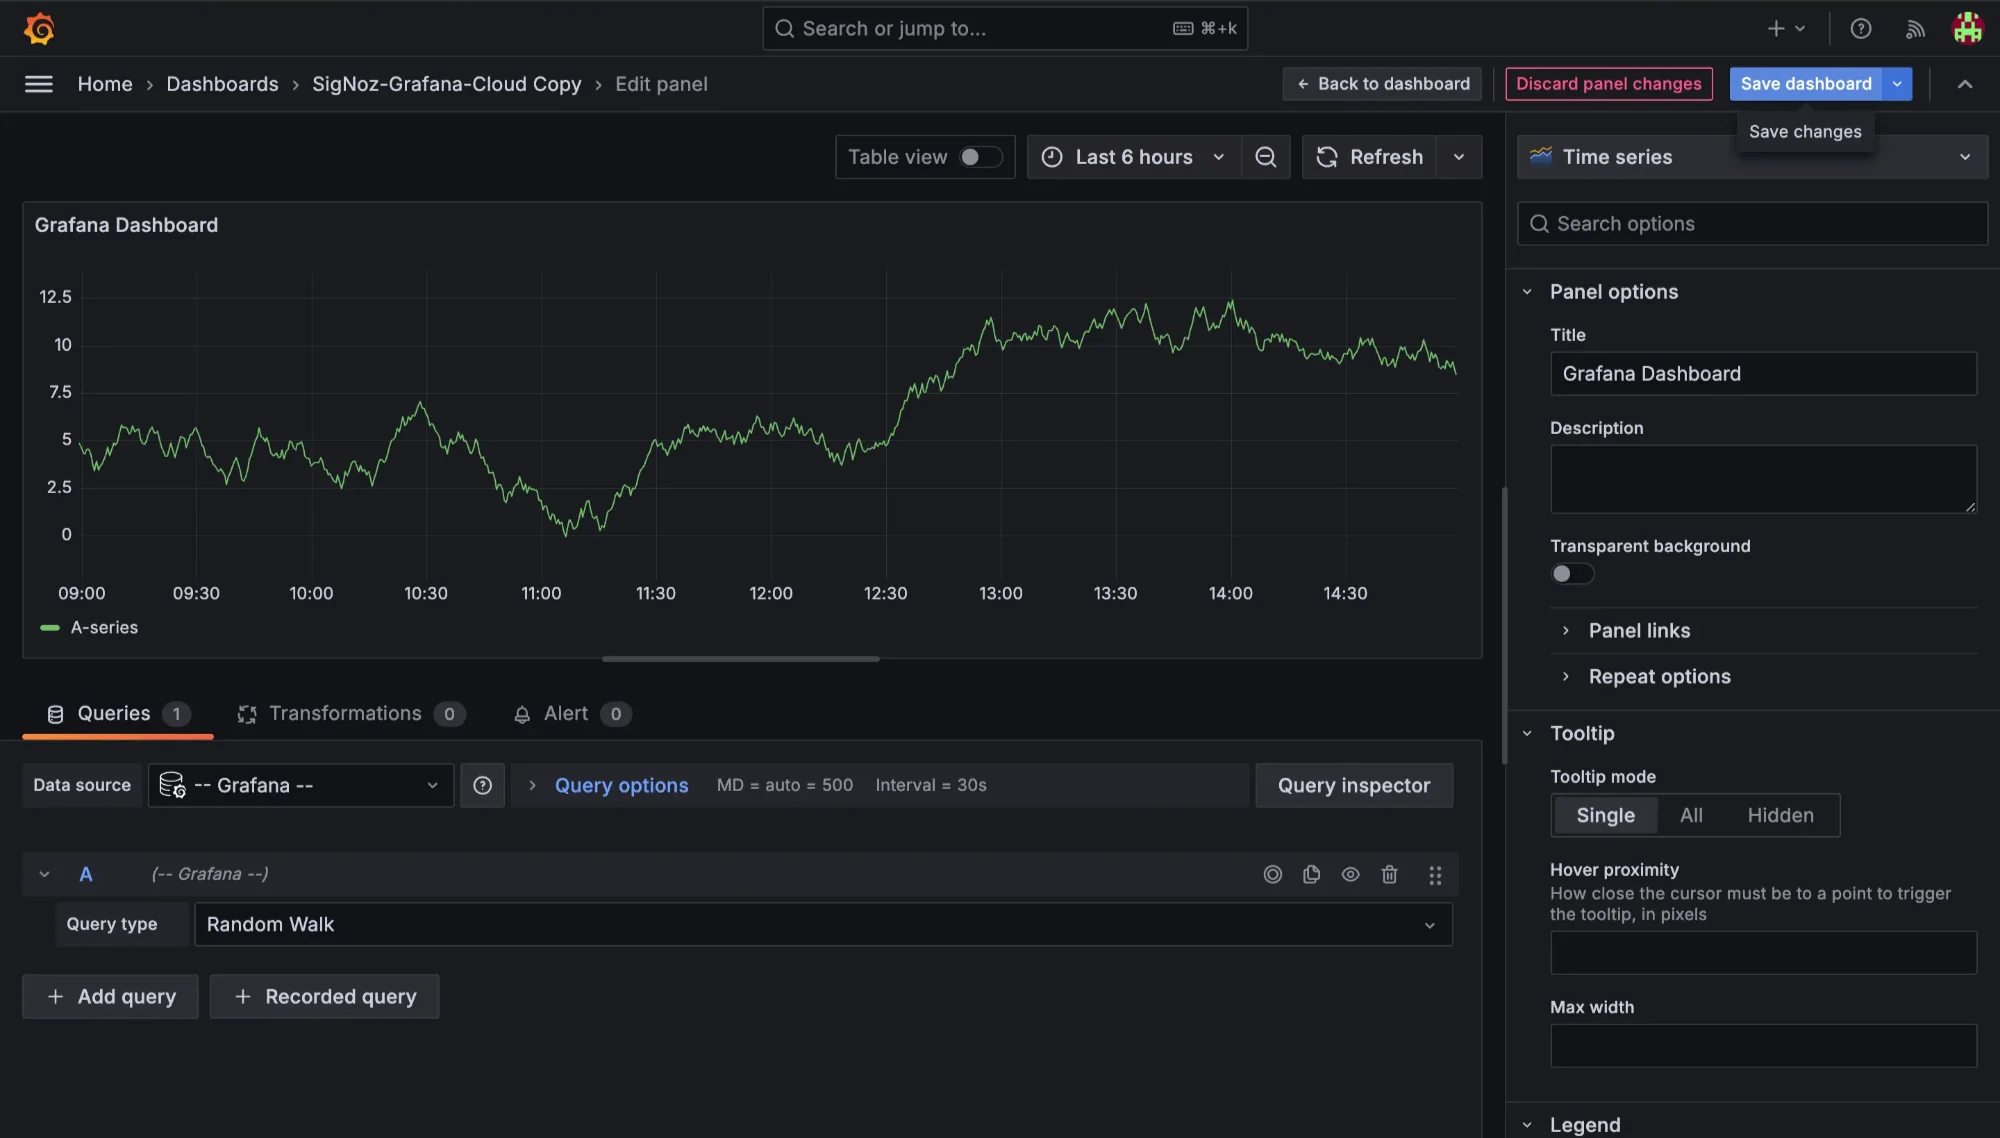 Search or jump to... ⌘+k
Home › Dashboards › SigNoz-Grafana-Cloud Copy › Edit panel
← Back to dashboard
Discard panel changes
Save dashboard
Save changes
Table view
Last 6 hours
Refresh
Time series
Search options
Grafana Dashboard
12.5
10
7.5
5
2.5
0
09:00 09:30 10:00 10:30 11:00 11:30 12:00 12:30 13:00 13:30 14:00 14:30
A-series
Queries 1
Transformations 0
Alert 0
Data source
-- Grafana --
Query options MD = auto = 500 Interval = 30s
Query inspector
A (-- Grafana --)
Query type Random Walk
+ Add query
+ Recorded query
Panel options
Title
Grafana Dashboard
Description
Transparent background
Panel links
Repeat options
Tooltip
Tooltip mode
Single All Hidden
Hover proximity
How close the cursor must be to a point to trigger
the tooltip, in pixels
Max width
Legend